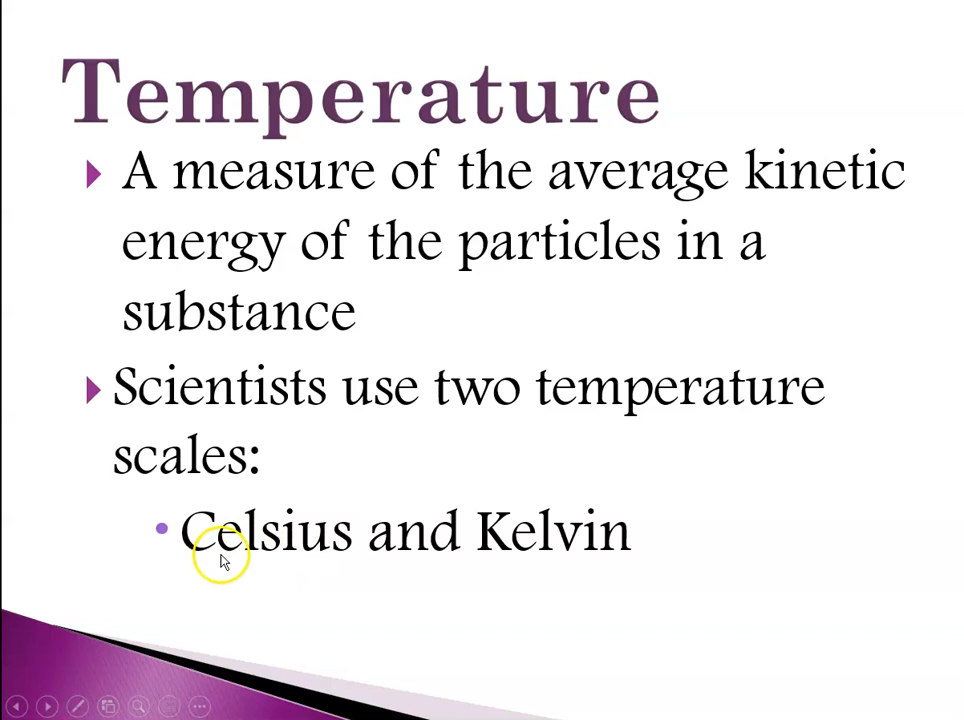 Temperature
A measure of the average kinetic
energy of the particles in a
substance
Scientists use two temperature
scales:
Celsius and Kelvin